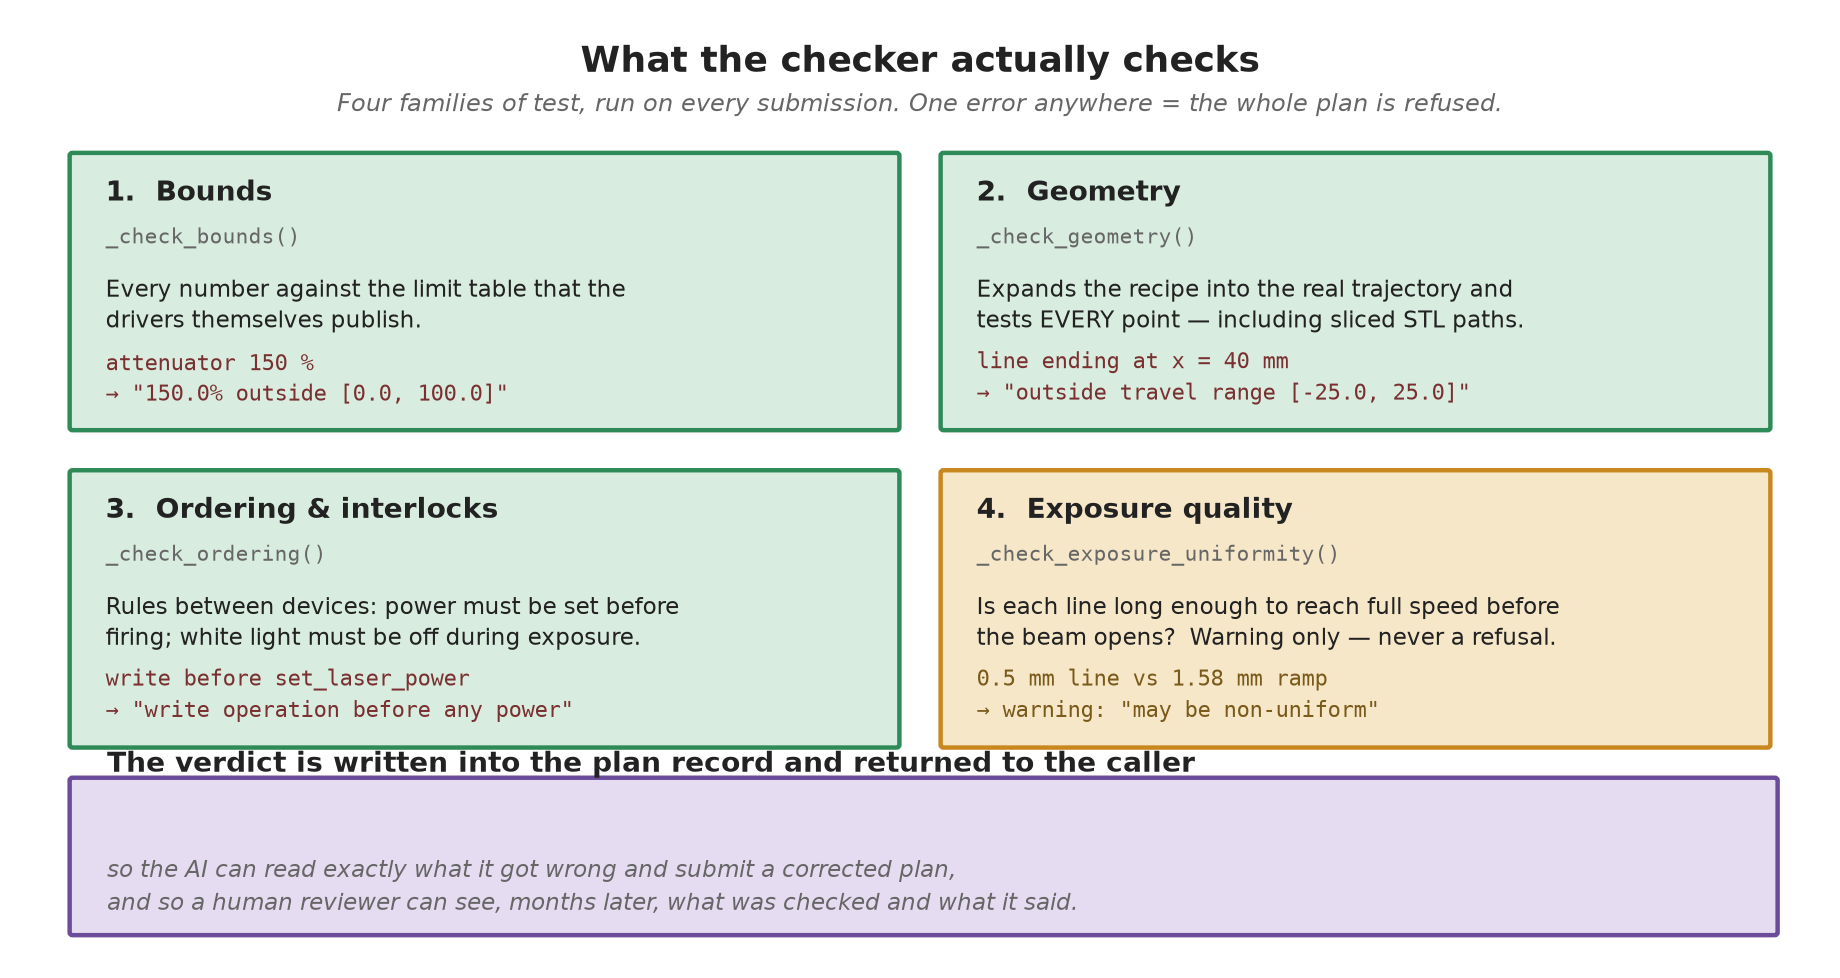 What the checker actually checks
Four families of test, run on every submission. One error anywhere = the whole plan is refused.
1. Bounds
_check_bounds()
Every number against the limit table that the
drivers themselves publish.
attenuator 150 %
→ "150.0% outside [0.0, 100.0]"
2. Geometry
_check_geometry()
Expands the recipe into the real trajectory and
tests EVERY point — including sliced STL paths.
line ending at x = 40 mm
→ "outside travel range [-25.0, 25.0]"
3. Ordering & interlocks
_check_ordering()
Rules between devices: power must be set before
firing; white light must be off during exposure.
write before set_laser_power
→ "write operation before any power"
4. Exposure quality
_check_exposure_uniformity()
Is each line long enough to reach full speed before
the beam opens? Warning only — never a refusal.
0.5 mm line vs 1.58 mm ramp
→ warning: "may be non-uniform"
The verdict is written into the plan record and returned to the caller
so the AI can read exactly what it got wrong and submit a corrected plan,
and so a human reviewer can see, months later, what was checked and what it said.